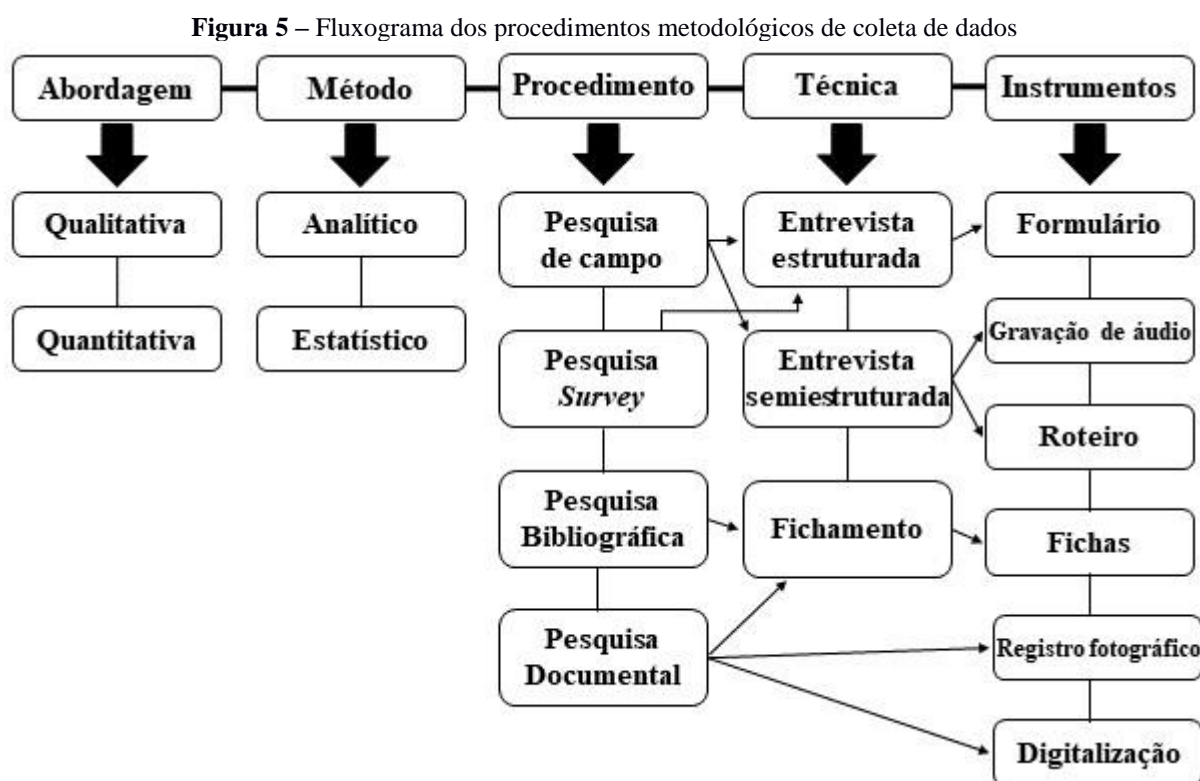 Figura 5 – Fluxograma dos procedimentos metodológicos de coleta de dados
Abordagem
Método
Procedimento
Técnica
Instrumentos
Qualitativa
Quantitativa
Analítico
Estatístico
Pesquisa
de campo
Pesquisa
Survey
Pesquisa
Bibliográfica
Pesquisa
Documental
Entrevista
estruturada
Entrevista
semiestruturada
Fichamento
Formulário
Gravação de áudio
Roteiro
Fichas
Registro fotográfico
Digitalização